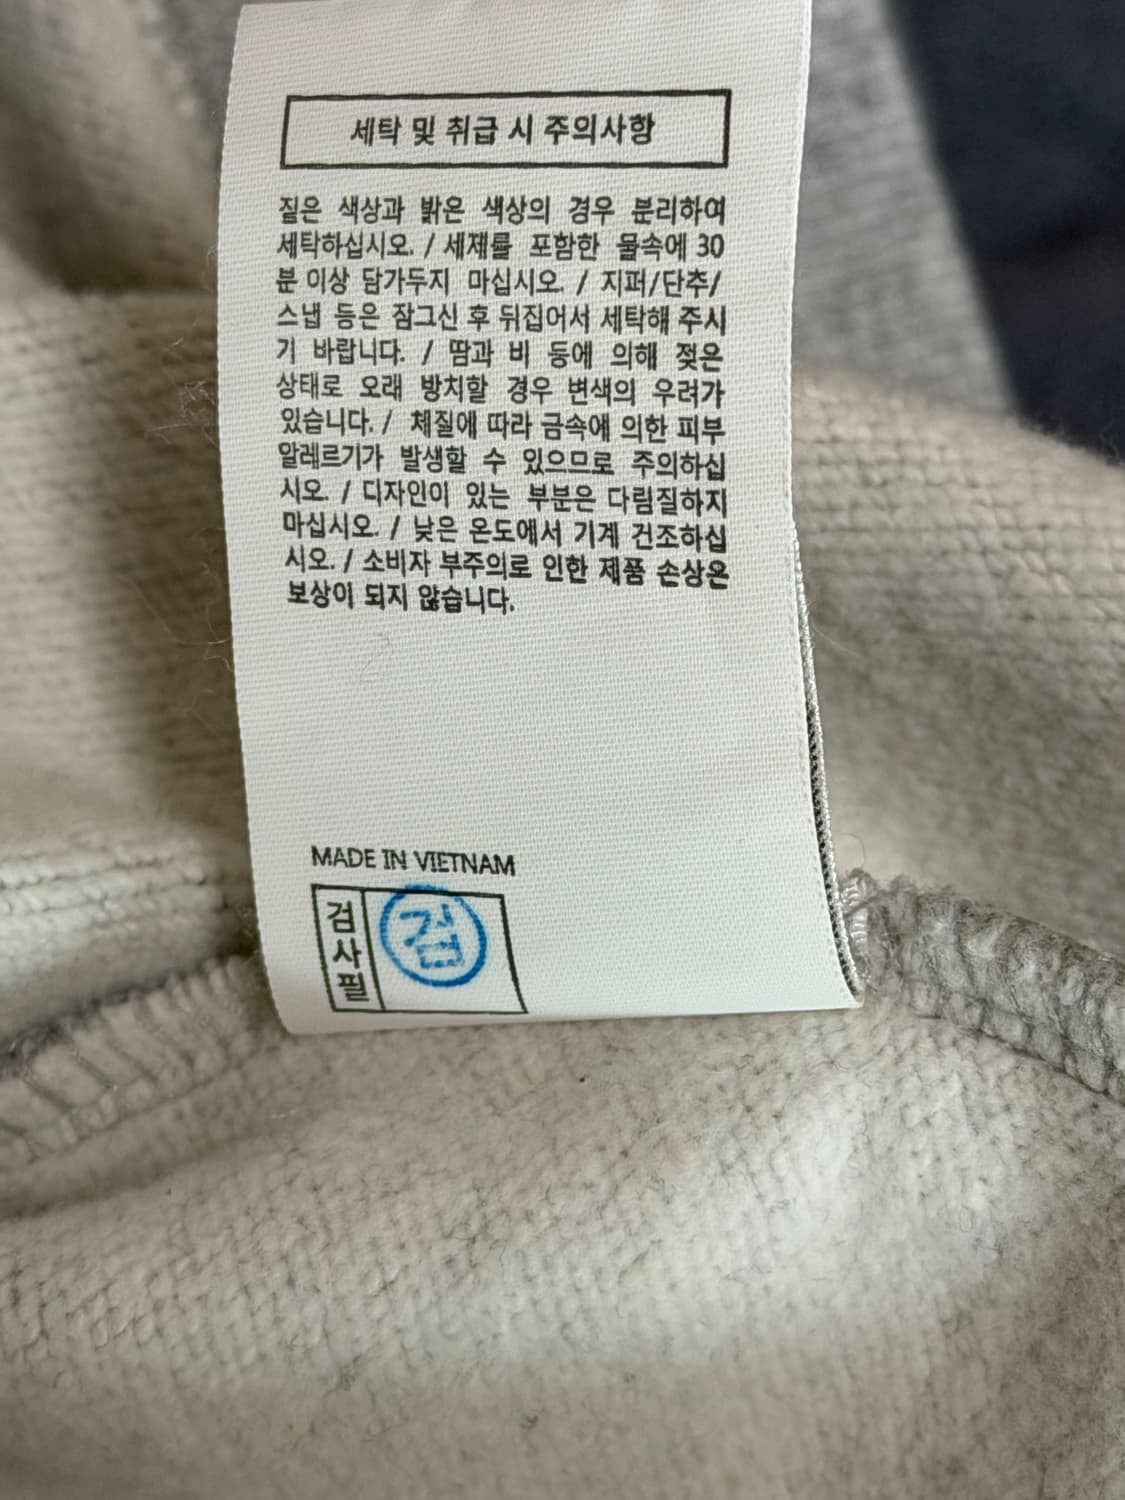 세탁 및 취급 시 주의사항
짙은 색상과 밝은 색상의 경우 분리하여
세탁하십시오. / 세제를 포함한 물속에 30
분 이상 담가두지 마십시오. / 지퍼/단추/
스냅 등은 잠그신 후 뒤집어서 세탁해 주시
기 바랍니다. / 땀과 비 등에 의해 젖은
상태로 오래 방치할 경우 변색의 우려가
있습니다. / 체질에 따라 금속에 의한 피부
알레르기가 발생할 수 있으므로 주의하십
시오. / 디자인이 있는 부분은 다림질하지
마십시오. / 낮은 온도에서 기계 건조하십
시오. / 소비자 부주의로 인한 제품 손상은
보상이 되지 않습니다.
MADE IN VIETNAM
검사필
검